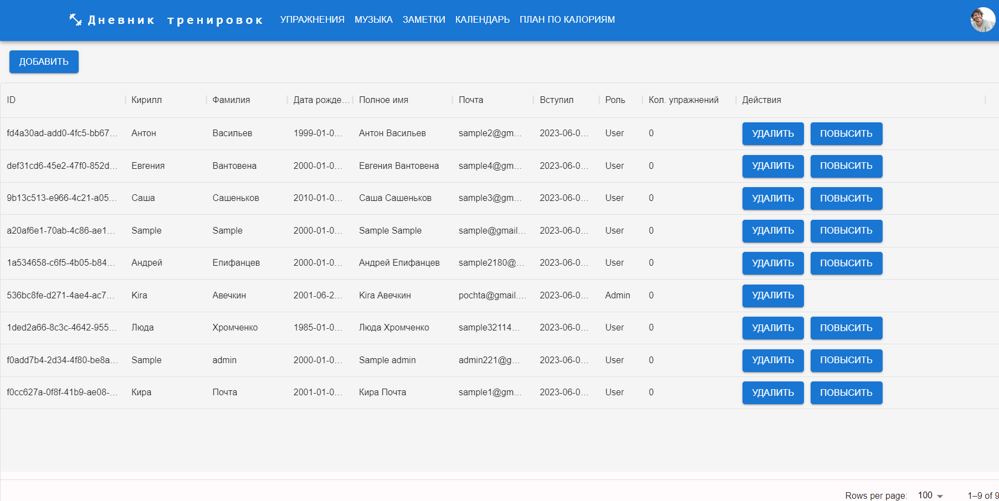 Дневник тренировок УПРАЖНЕНИЯ МУЗЫКА ЗАМЕТКИ КАЛЕНДАРЬ ПЛАН ПО КАЛОРИЯМ
ДОБАВИТЬ
ID Кирилл Фамилия Дата рожде... Полное имя Почта Вступил Роль Кол. упражнений Действия
fd4a30ad-add0-4fc5-bb67... Антон Васильев 1999-01-0... Антон Васильев sample2@gm... 2023-06-0... User 0 УДАЛИТЬ ПОВЫСИТЬ
def31cd6-45e2-47f0-852d... Евгения Вантовена 2000-01-0... Евгения Вантовена sample4@gm... 2023-06-0... User 0 УДАЛИТЬ ПОВЫСИТЬ
9b13c513-e966-4c21-a05... Саша Сашеньков 2010-01-0... Саша Сашеньков sample3@gm... 2023-06-0... User 0 УДАЛИТЬ ПОВЫСИТЬ
a20af6e1-70ab-4c86-ae1... Sample Sample 2000-01-0... Sample Sample sample@gmail... 2023-06-0... User 0 УДАЛИТЬ ПОВЫСИТЬ
1a534658-c6f5-4b05-b84... Андрей Епифанцев 2000-01-0... Андрей Епифанцев sample2180@... 2023-06-0... User 0 УДАЛИТЬ ПОВЫСИТЬ
536bc8fe-d271-4ae4-ac7... Kira Авечкин 2001-06-2... Kira Авечкин pochta@gmail.... 2023-06-0... Admin 0 УДАЛИТЬ
1ded2a66-8c3c-4642-955... Люда Хромченко 1985-01-0... Люда Хромченко sample32114... 2023-06-0... User 0 УДАЛИТЬ ПОВЫСИТЬ
f0add7b4-2d34-4f80-be8a... Sample admin 2000-01-0... Sample admin admin221@g... 2023-06-0... User 0 УДАЛИТЬ ПОВЫСИТЬ
f0cc627a-0f8f-41b9-ae08-... Кира Почта 2001-01-0... Кира Почта sample1@gm... 2023-06-0... User 0 УДАЛИТЬ ПОВЫСИТЬ
Rows per page: 100 1–9 of 9